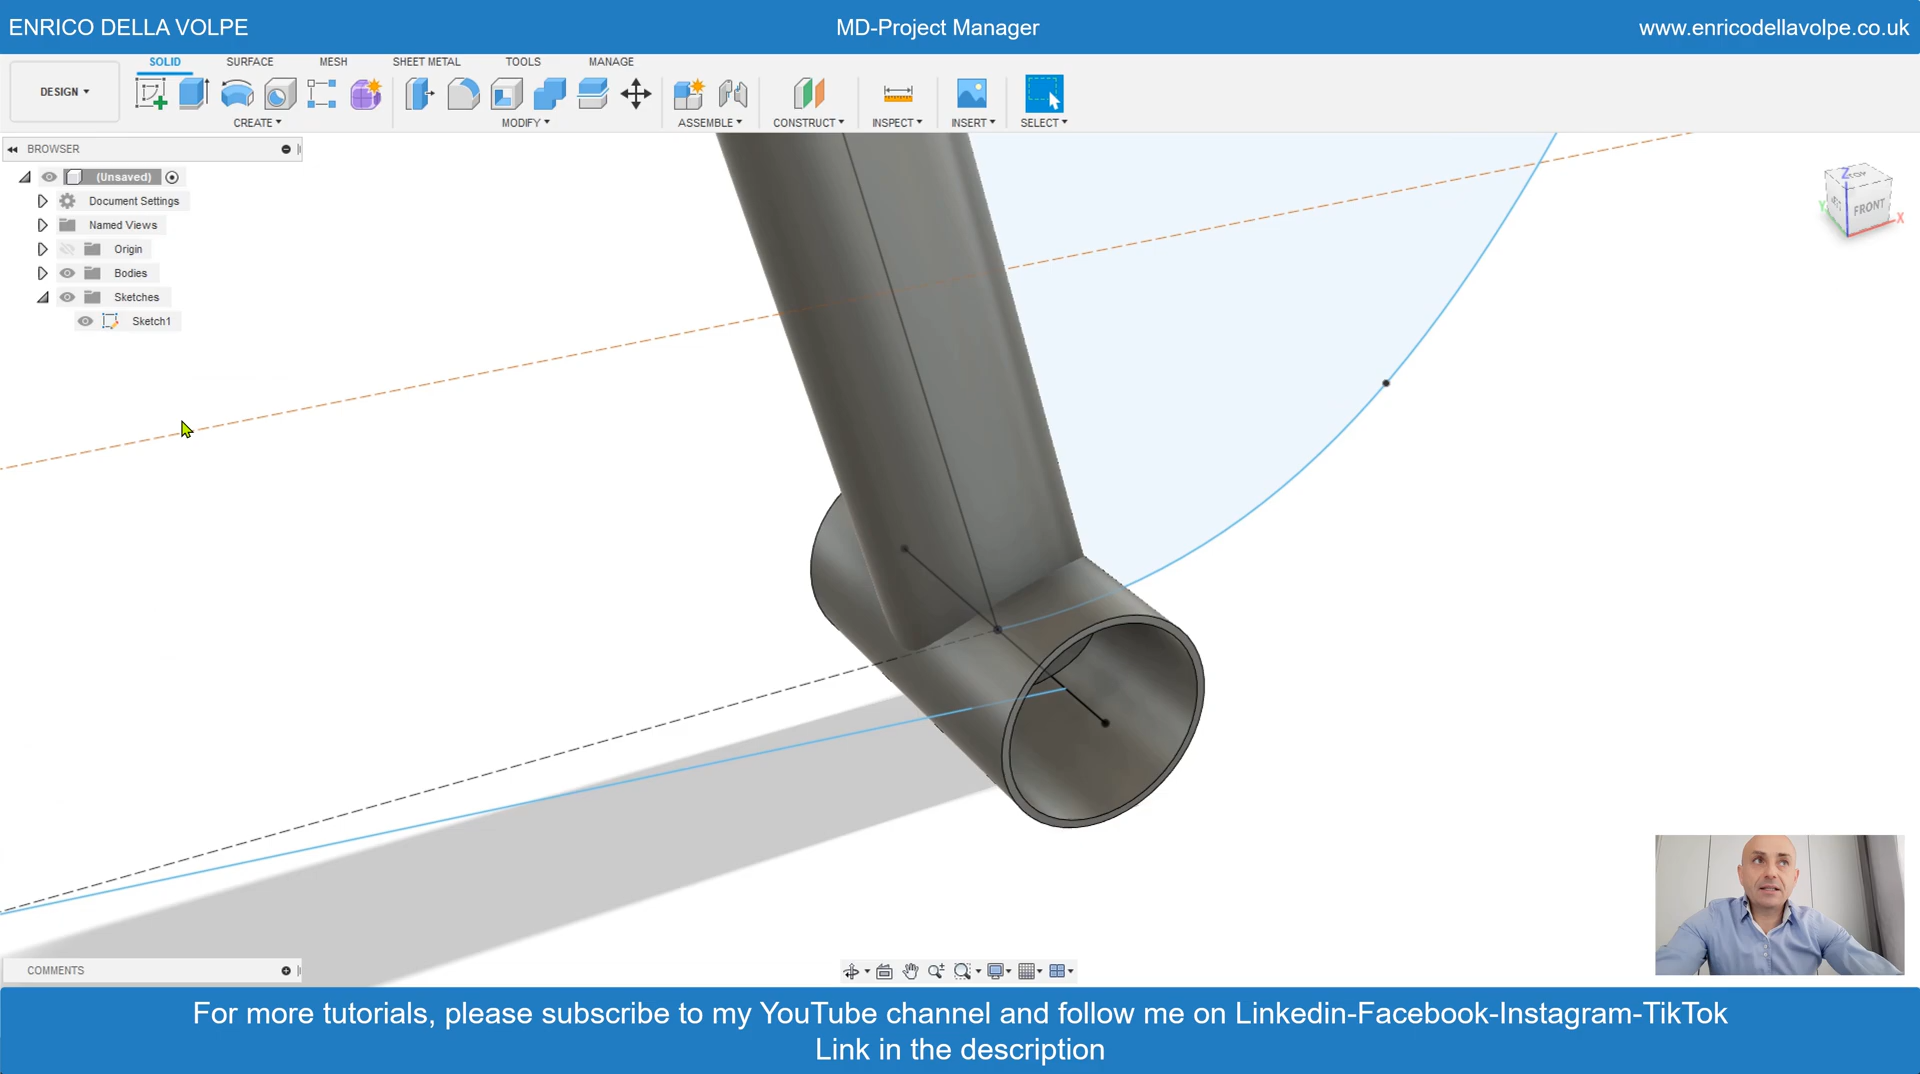 ENRICO DELLA VOLPE
MD-Project Manager
www.enricodellavolpe.co.uk
SOLID SURFACE MESH SHEET METAL TOOLS MANAGE
DESIGN
CREATE MODIFY ASSEMBLE CONSTRUCT INSPECT INSERT SELECT
BROWSER
(Unsaved)
Document Settings
Named Views
Origin
Bodies
Sketches
Sketch1
TOP
FRONT
Z
Y
X
COMMENTS
For more tutorials, please subscribe to my YouTube channel and follow me on Linkedin-Facebook-Instagram-TikTok
Link in the description